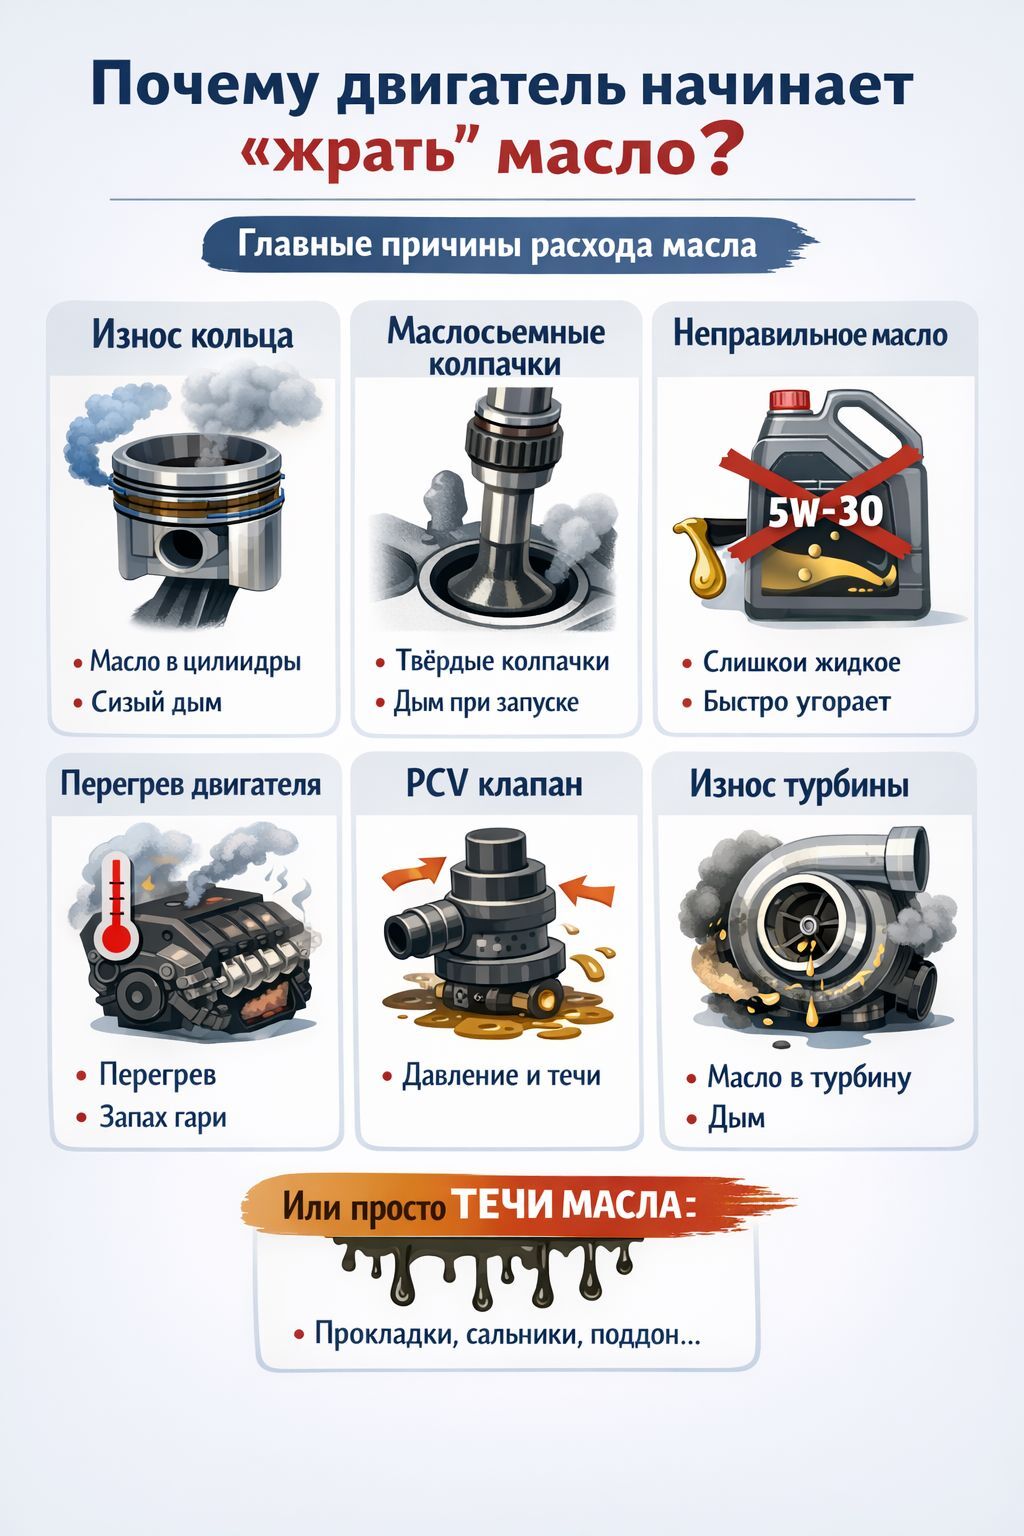 Почему двигатель начинает
«жрать” масло?
Главные причины расхода масла
Износ кольца
Маслосьемные
колпачки
Неправильное масло
5W-30
• Масло в цилиидры
• Сизый дым
• Твёрдые колпачки
• Дым при запуске
• Слишкои жидкое
• Быстро угорает
Перегрев двигателя
PCV клапан
Износ турбины
• Перегрев
• Запах гари
• Давление и течи
• Масло в турбину
• Дым
Или просто ТЕЧИ МАСЛА:
• Прокладки, сальники, поддон...